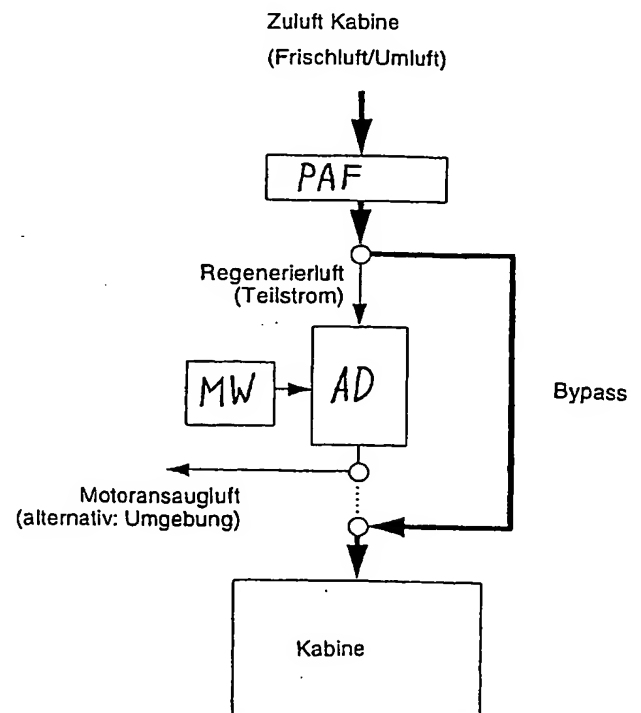 Zuluft Kabine
(Frischluft/Umluft)
PAF
Regenerierluft
(Teilstrom)
MW
AD
Bypass
Motoransaugluft
(alternativ: Umgebung)
Kabine